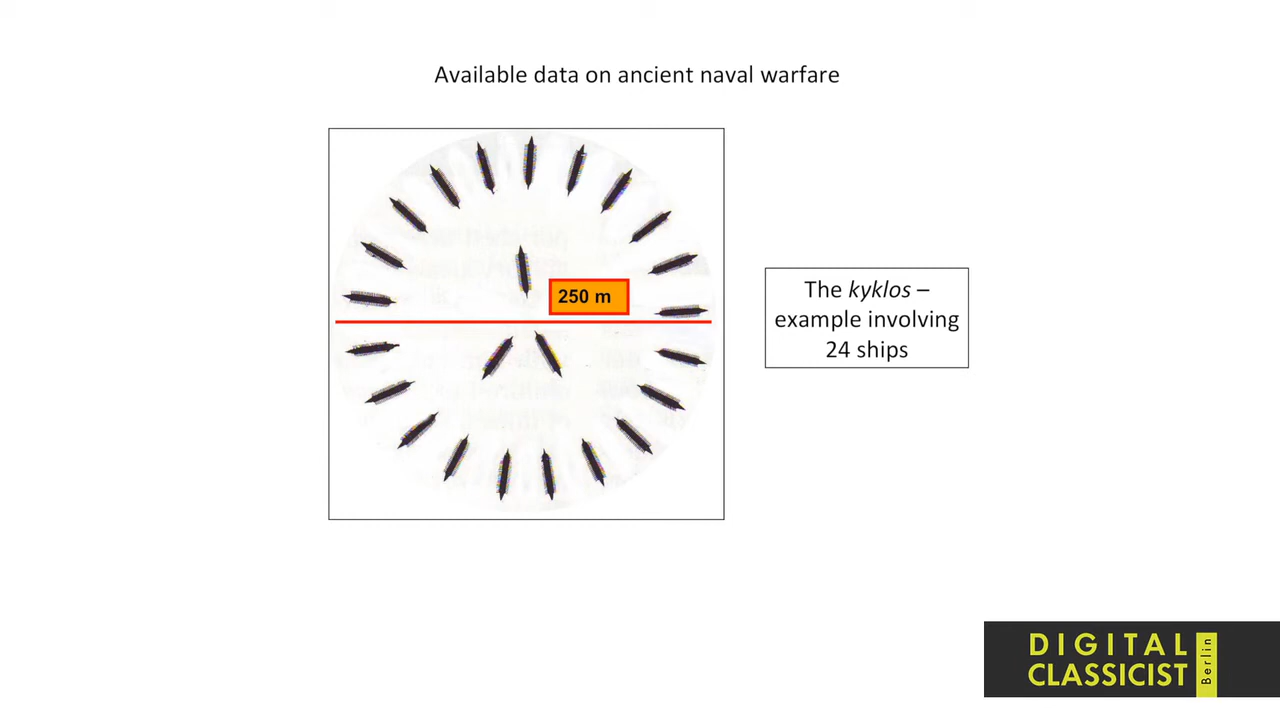 Available data on ancient naval warfare
250 m
The kyklos –
example involving
24 ships
DIGITAL
CLASSICIST
Berlin